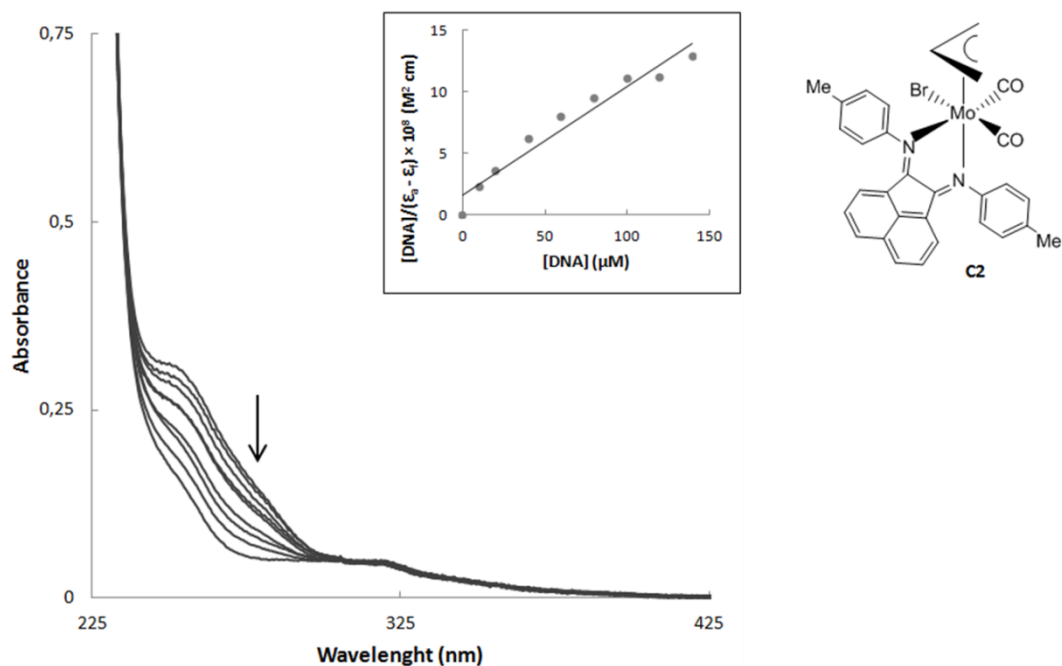 0,75
0,5
0,25
0
Absorbance
225
325
425
Wavelenght (nm)
15
10
5
0
[DNA]/(εa - εf) × 10⁸ (M² cm)
0
50
100
150
[DNA] (µM)
Me
Br
Mo
CO
CO
N
N
Me
C2